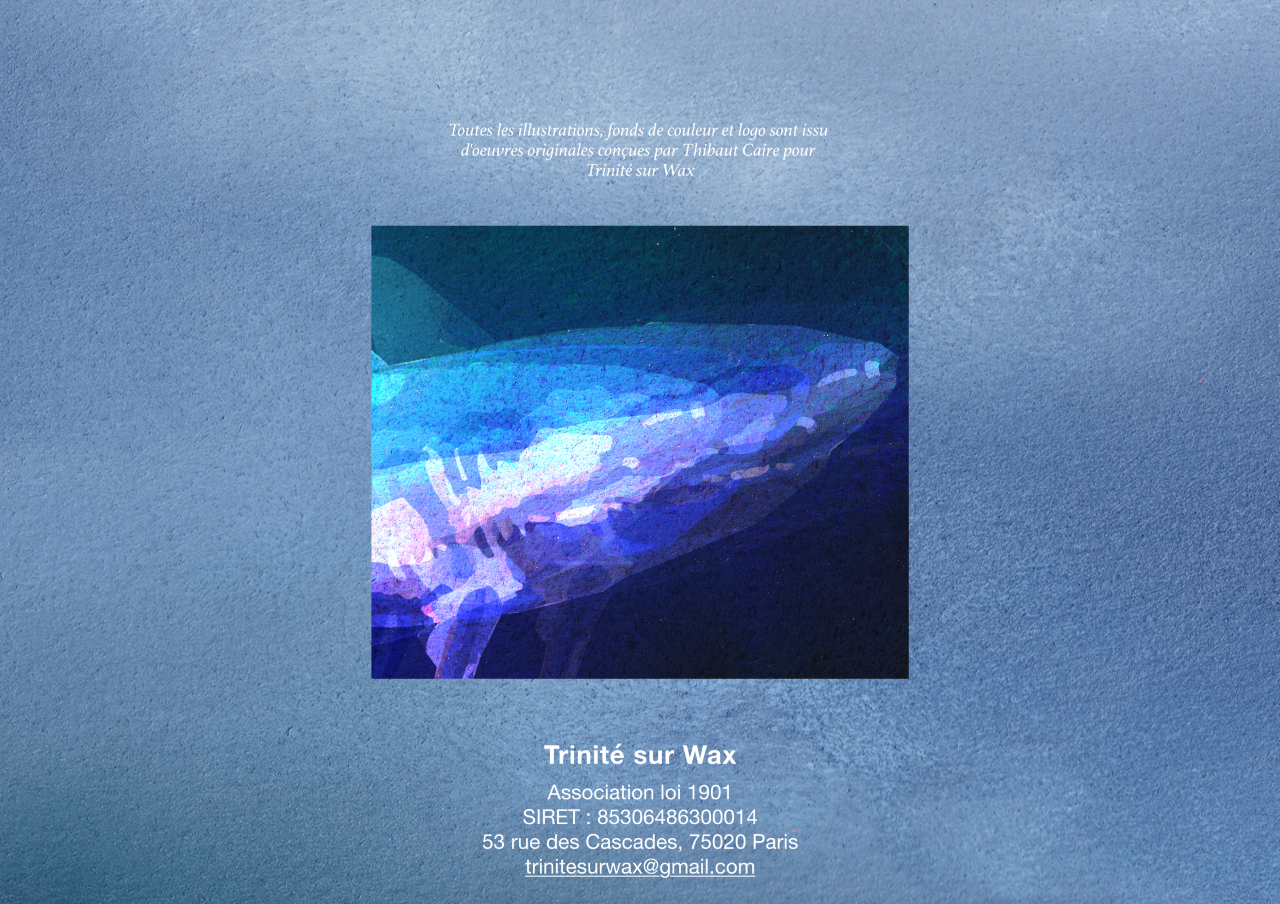 Toutes les illustrations, fonds de couleur et logo sont issu
d'oeuvres originales conçues par Thibaut Caire pour
Trinité sur Wax
Trinité sur Wax
Association loi 1901
SIRET : 85306486300014
53 rue des Cascades, 75020 Paris
trinitesurwax@gmail.com